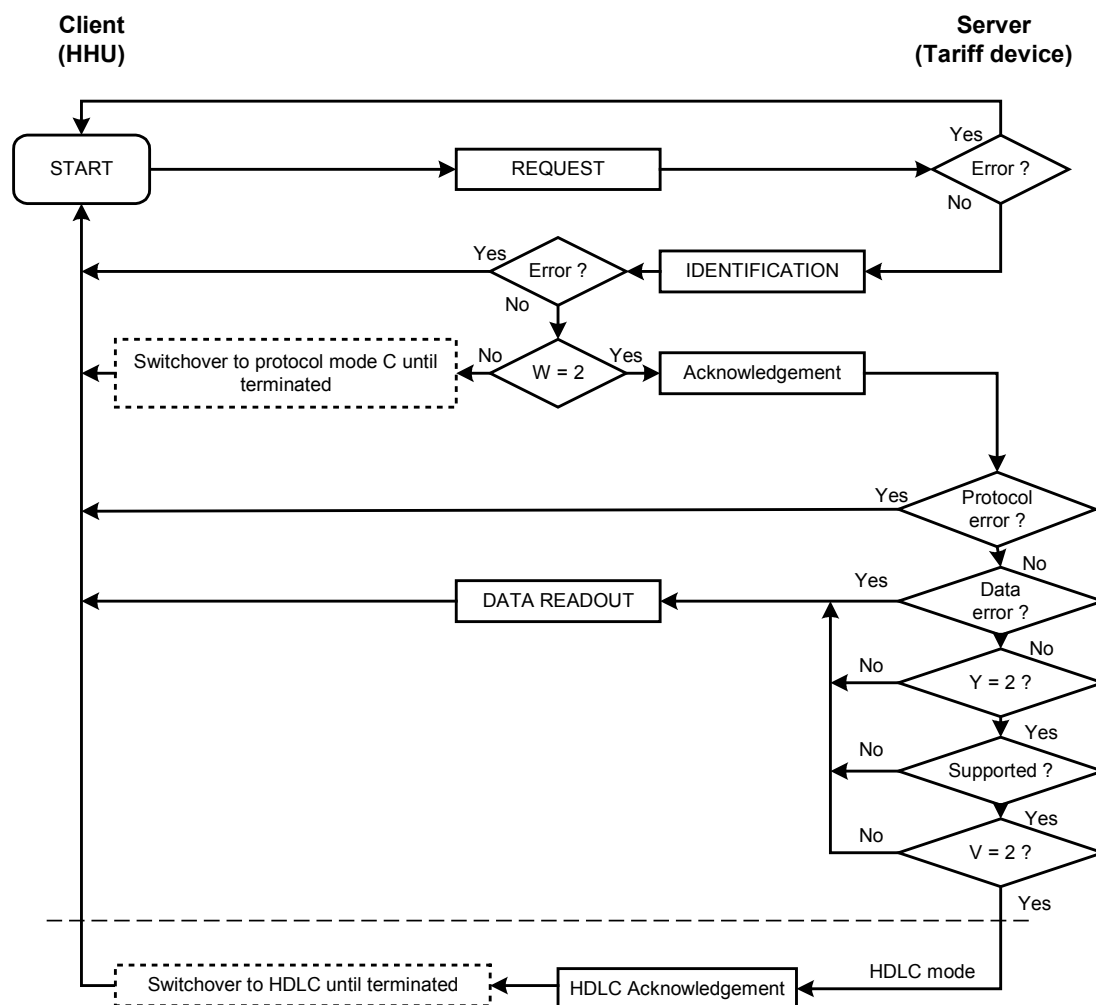 Client
(HHU)
Server
(Tariff device)
Yes
START
REQUEST
Error ?
No
Yes
Error ?
IDENTIFICATION
No
Switchover to protocol mode C until
terminated
No
W = 2
Yes
Acknowledgement
Yes
Protocol
error ?
No
Yes
DATA READOUT
Data
error ?
No
No
Y = 2 ?
Yes
No
Supported ?
Yes
No
V = 2 ?
Yes
HDLC mode
Switchover to HDLC until terminated
HDLC Acknowledgement